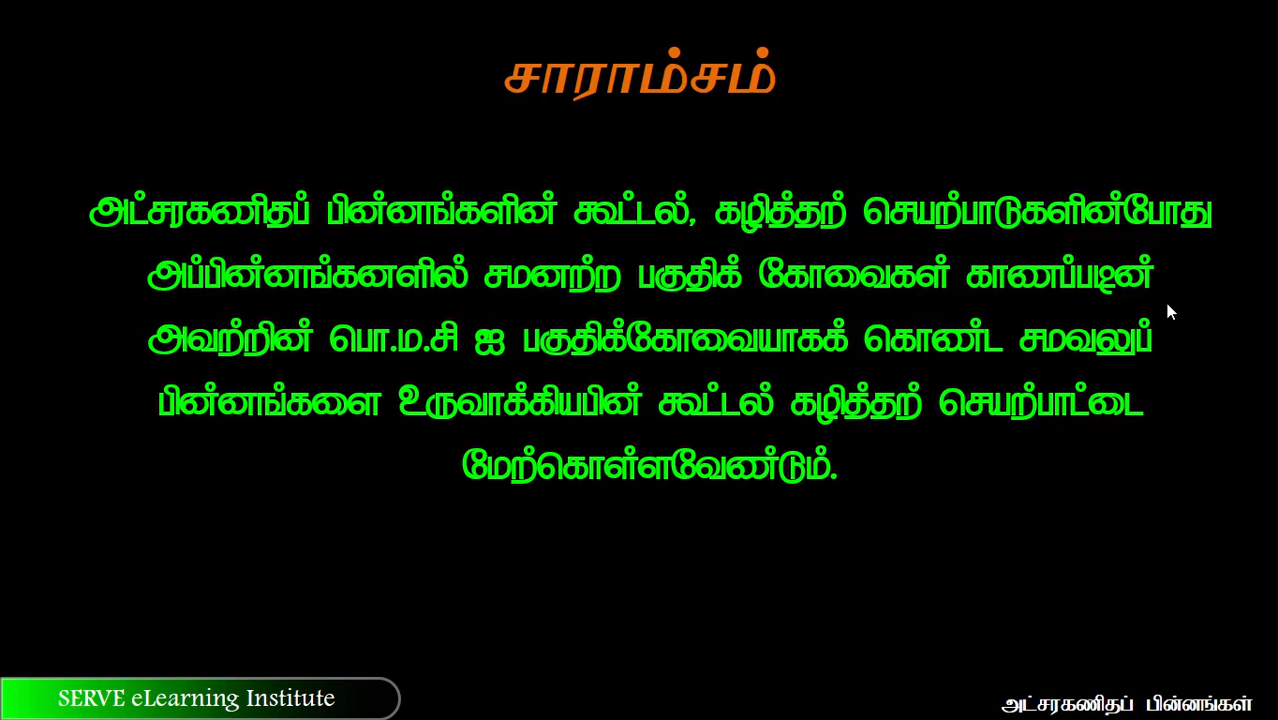 சாராம்சம்
அட்சரகணிதப் பின்னங்களின் கூட்டல், கழித்தற் செயற்பாடுகளின்போது
அப்பின்னங்கனளில் சமனற்ற பகுதிக் கோவைகள் காணப்படின்
அவற்றின் பொ.ம.சி ஐ பகுதிக்கோவையாகக் கொண்ட சமவலுப்
பின்னங்களை உருவாக்கியபின் கூட்டல் கழித்தற் செயற்பாட்டை
மேற்கொள்ளவேண்டும்.
SERVE eLearning Institute
அட்சரகணிதப் பின்னங்கள்